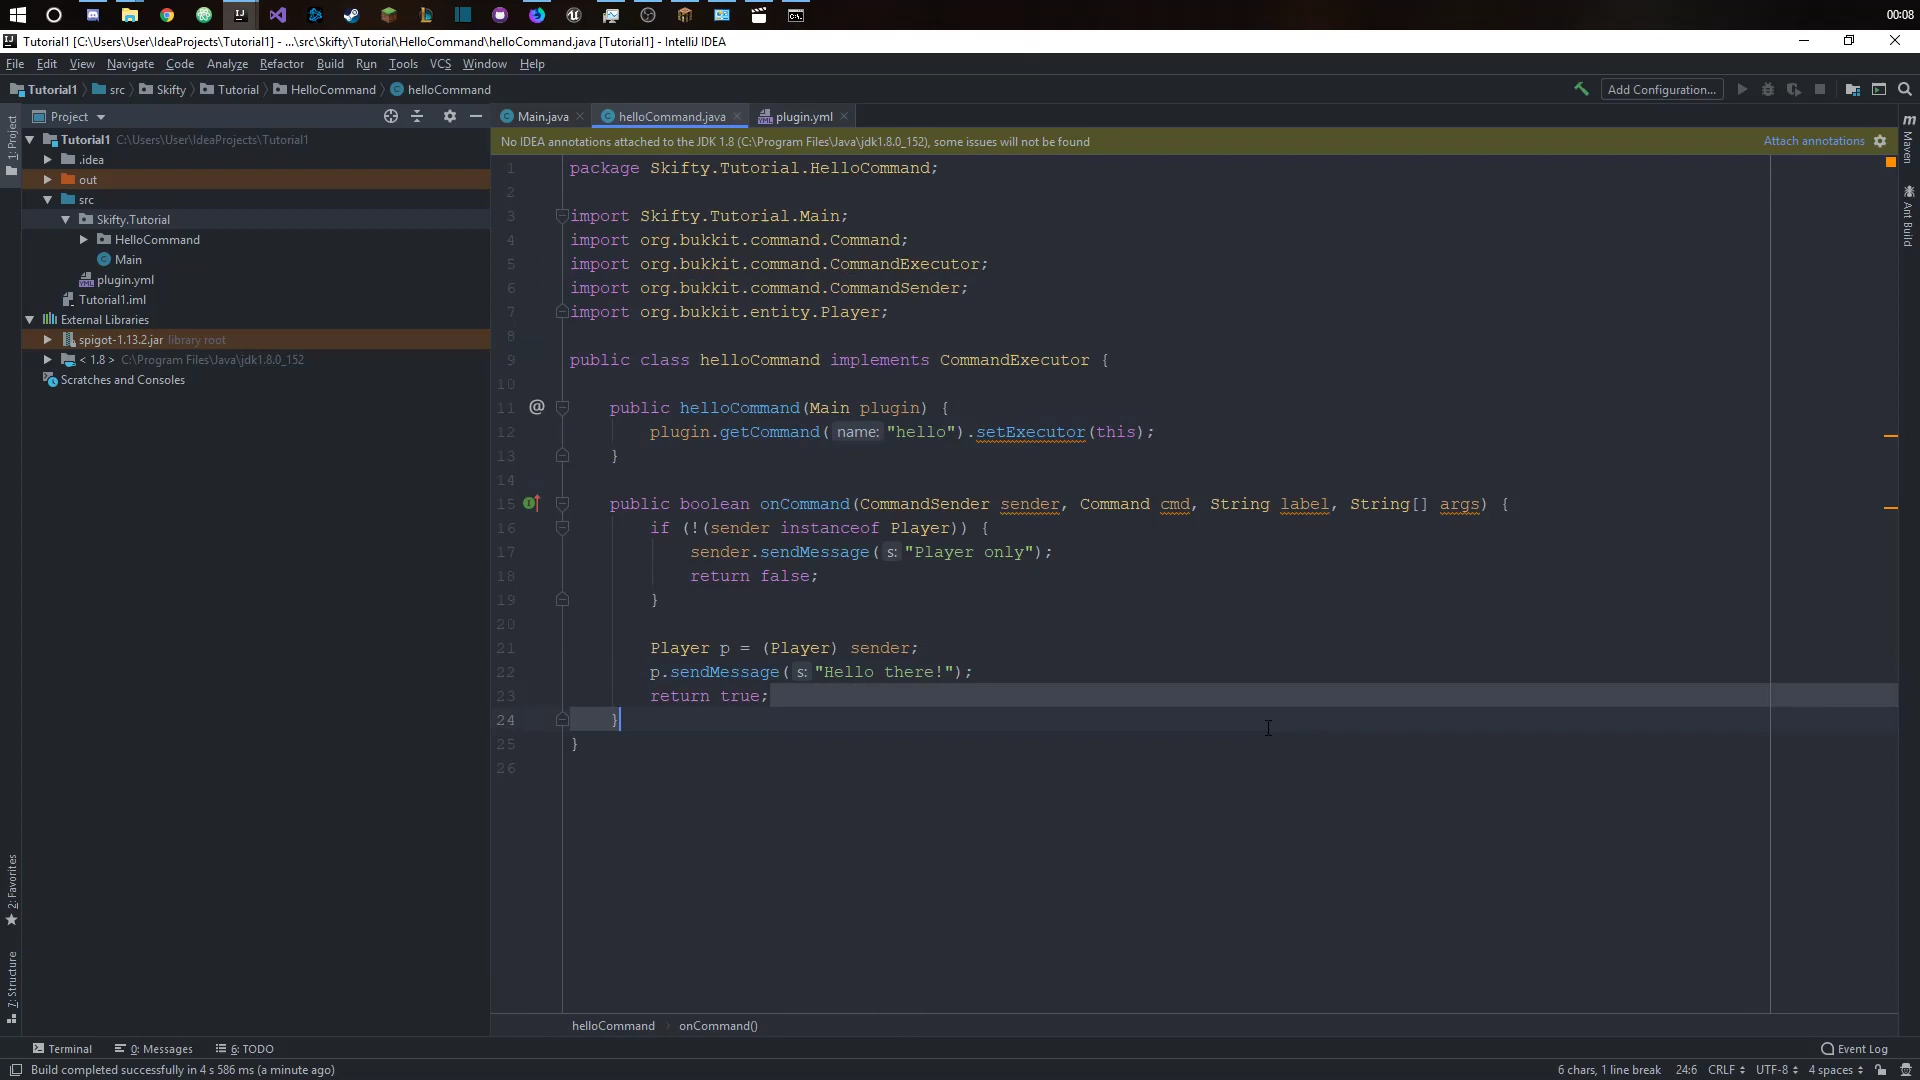 00:08
Tutorial1 [C:\Users\User\IdeaProjects\Tutorial1] - ...\src\Skifty\Tutorial\HelloCommand\helloCommand.java [Tutorial1] - IntelliJ IDEA
File Edit View Navigate Code Analyze Refactor Build Run Tools VCS Window Help
Tutorial1 src Skifty Tutorial HelloCommand helloCommand
Add Configuration...
1: Project
Project
Tutorial1 C:\Users\User\IdeaProjects\Tutorial1
.idea
out
src
Skifty.Tutorial
HelloCommand
Main
plugin.yml
Tutorial1.iml
External Libraries
spigot-1.13.2.jar library root
< 1.8 > C:\Program Files\Java\jdk1.8.0_152
Scratches and Consoles
2: Favorites
7: Structure
Main.java helloCommand.java plugin.yml
No IDEA annotations attached to the JDK 1.8 (C:\Program Files\Java\jdk1.8.0_152), some issues will not be found
Attach annotations
1 package Skifty.Tutorial.HelloCommand;
2
3 import Skifty.Tutorial.Main;
4 import org.bukkit.command.Command;
5 import org.bukkit.command.CommandExecutor;
6 import org.bukkit.command.CommandSender;
7 import org.bukkit.entity.Player;
8
9 public class helloCommand implements CommandExecutor {
10
11 @ public helloCommand(Main plugin) {
12 plugin.getCommand( name: "hello").setExecutor(this);
13 }
14
15 public boolean onCommand(CommandSender sender, Command cmd, String label, String[] args) {
16 if (!(sender instanceof Player)) {
17 sender.sendMessage( s: "Player only");
18 return false;
19 }
20
21 Player p = (Player) sender;
22 p.sendMessage( s: "Hello there!");
23 return true;
24 }
25 }
26
Maven
Ant Build
helloCommand onCommand()
Terminal 0: Messages 6: TODO
Event Log
Build completed successfully in 4 s 586 ms (a minute ago)
6 chars, 1 line break 24:6 CRLF UTF-8 4 spaces